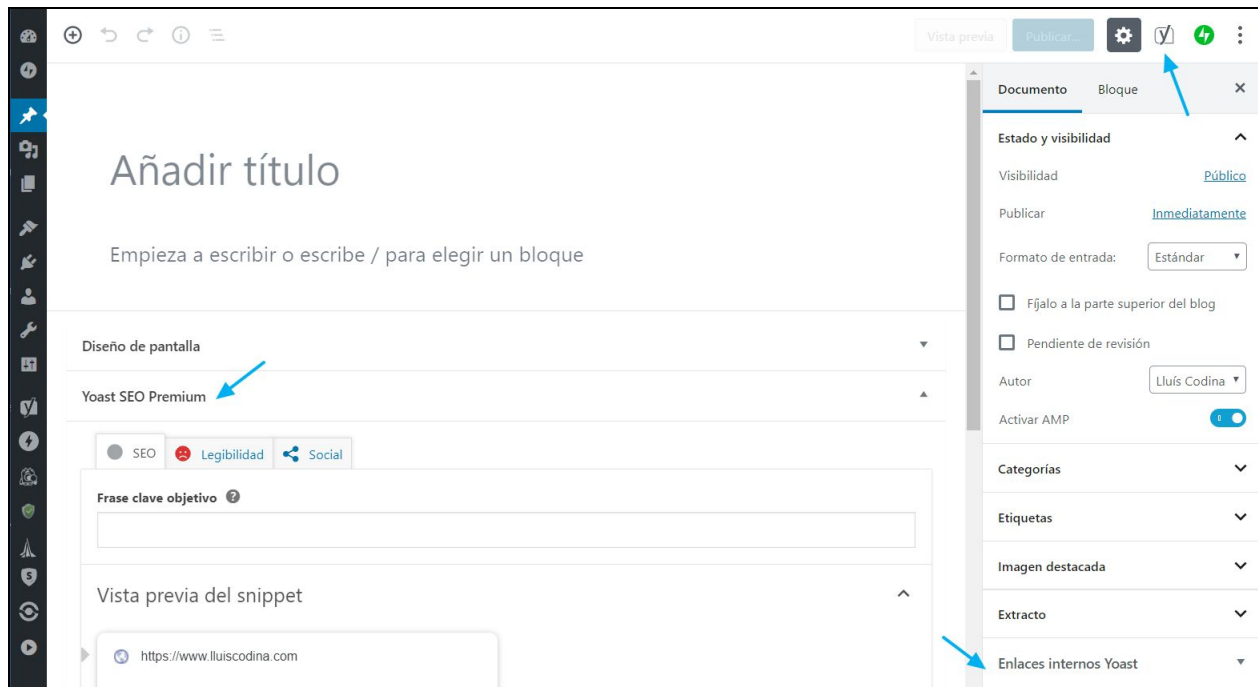 Vista previa
Publicar...
Documento
Bloque
Estado y visibilidad
Visibilidad
Público
Publicar
Inmediatamente
Formato de entrada:
Estándar
Fíjalo a la parte superior del blog
Pendiente de revisión
Autor
Lluís Codina
Activar AMP
Categorías
Etiquetas
Imagen destacada
Extracto
Enlaces internos Yoast
Añadir título
Empieza a escribir o escribe / para elegir un bloque
Diseño de pantalla
Yoast SEO Premium
SEO
Legibilidad
Social
Frase clave objetivo
Vista previa del snippet
https://www.lluiscodina.com